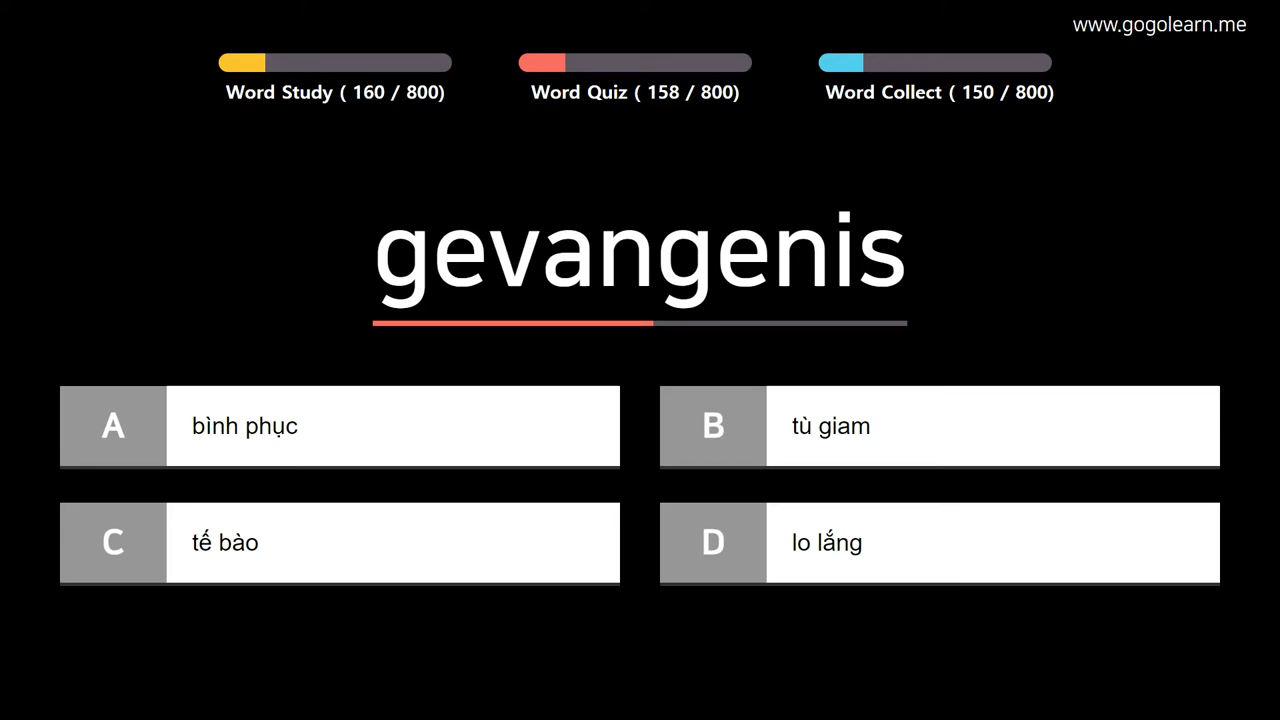 www.gogolearn.me
Word Study ( 160 / 800)
Word Quiz ( 158 / 800)
Word Collect ( 150 / 800)
gevangenis
A bình phục
B tù giam
C tế bào
D lo lắng